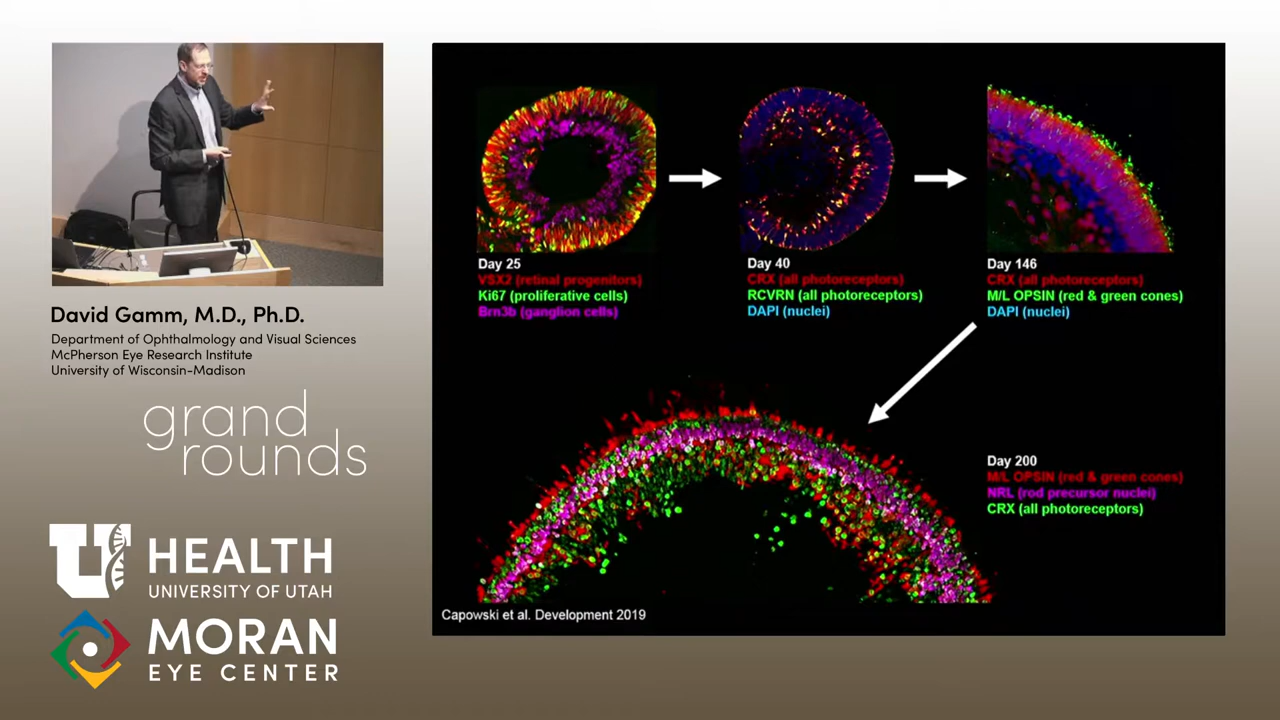 David Gamm, M.D., Ph.D.
Department of Ophthalmology and Visual Sciences
McPherson Eye Research Institute
University of Wisconsin-Madison
grand
rounds
U HEALTH
UNIVERSITY OF UTAH
MORAN
EYE CENTER
Day 25
VSX2 (retinal progenitors)
Ki67 (proliferative cells)
Brn3b (ganglion cells)
Day 40
CRX (all photoreceptors)
RCVRN (all photoreceptors)
DAPI (nuclei)
Day 146
CRX (all photoreceptors)
M/L OPSIN (red & green cones)
DAPI (nuclei)
Day 200
M/L OPSIN (red & green cones)
NRL (rod precursor nuclei)
CRX (all photoreceptors)
Capowski et al. Development 2019